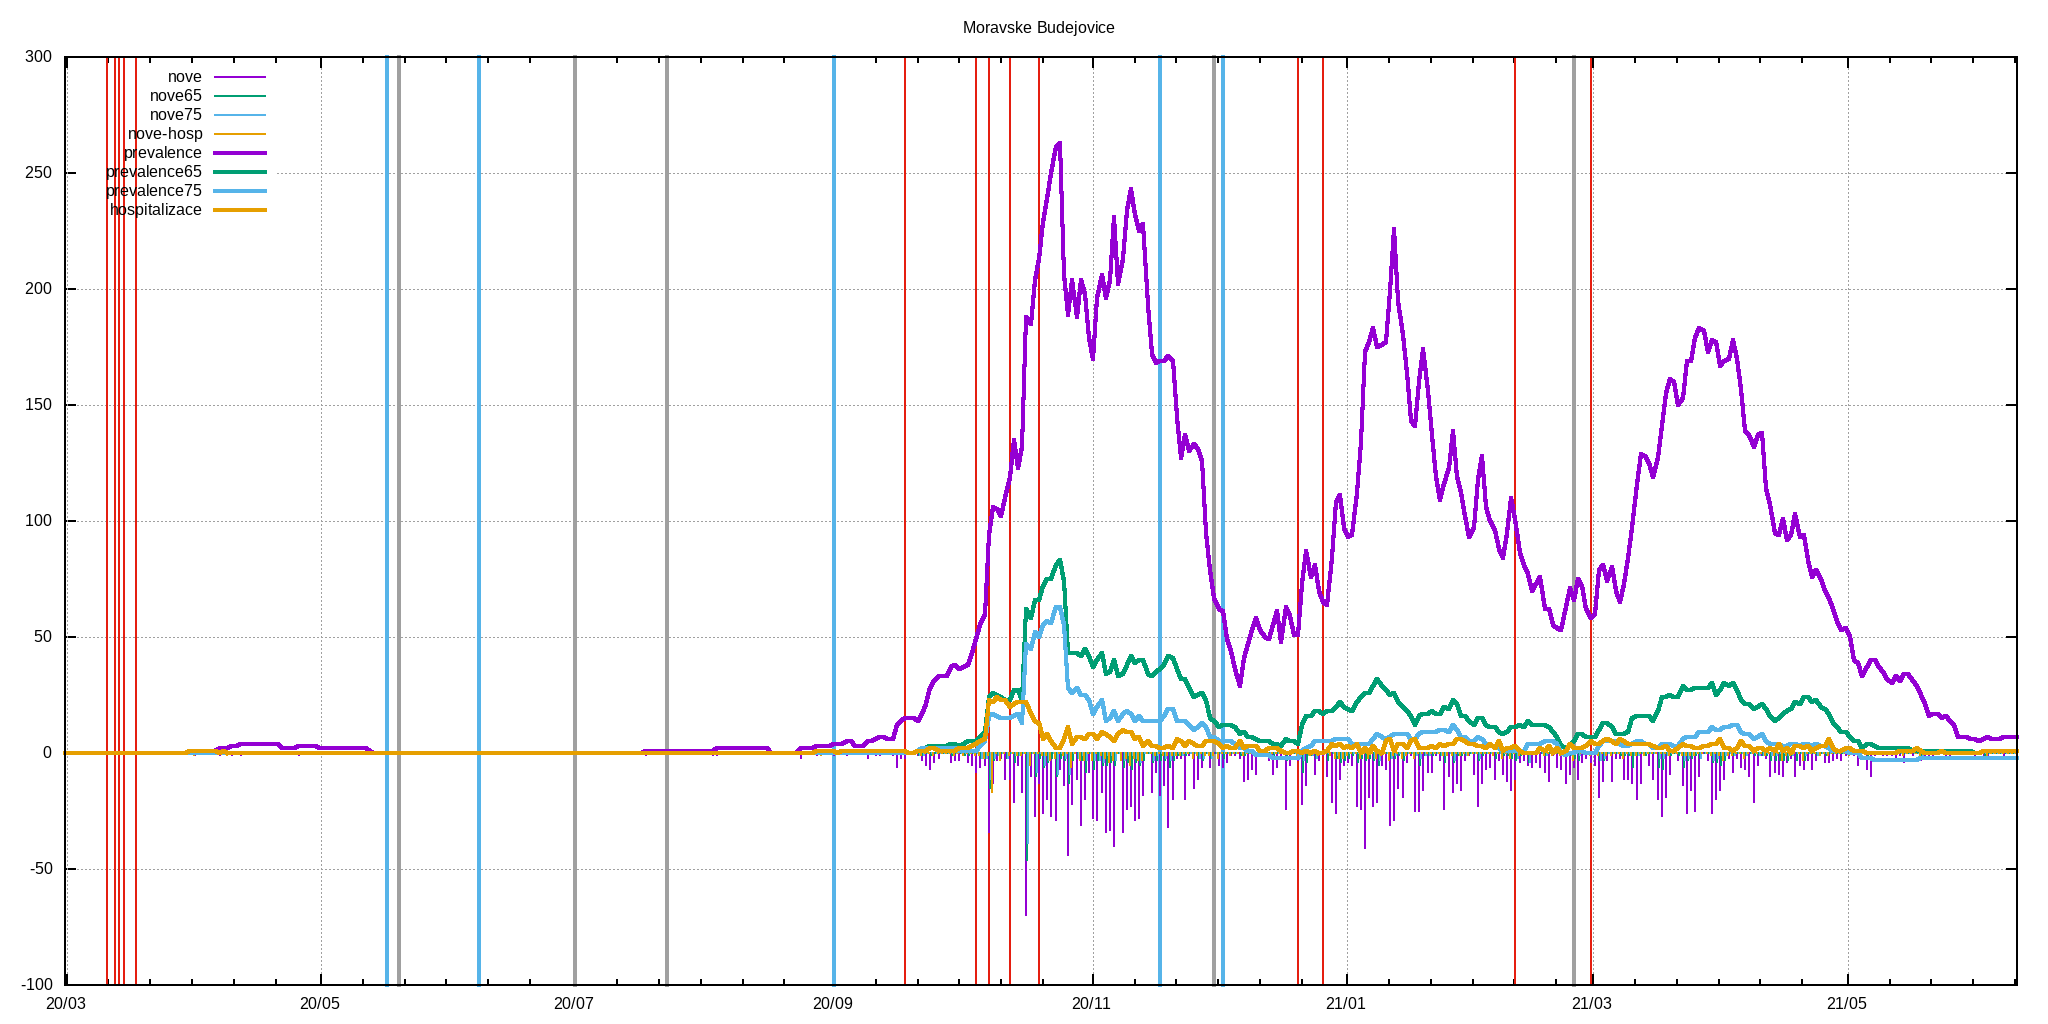 Moravske Budejovice
300
250
200
150
100
50
0
-50
-100
nove
nove65
nove75
nove-hosp
prevalence
prevalence65
prevalence75
hospitalizace
20/03 20/05 20/07 20/09 20/11 21/01 21/03 21/05